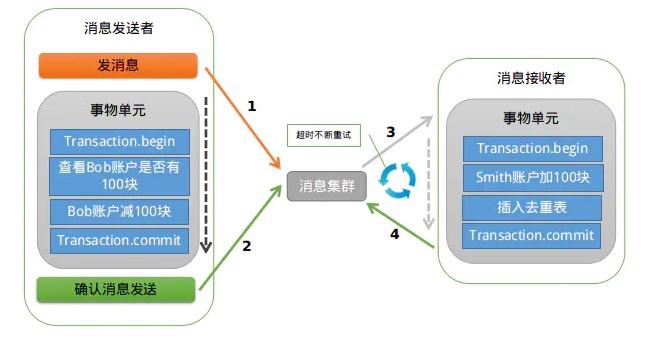 消息发送者
发消息
事物单元
Transaction.begin
查看Bob账户是否有
100块
Bob账户减100块
Transaction.commit
确认消息发送
1
2
超时不断重试
消息集群
3
4
消息接收者
事物单元
Transaction.begin
Smith账户加100块
插入去重表
Transaction.commit